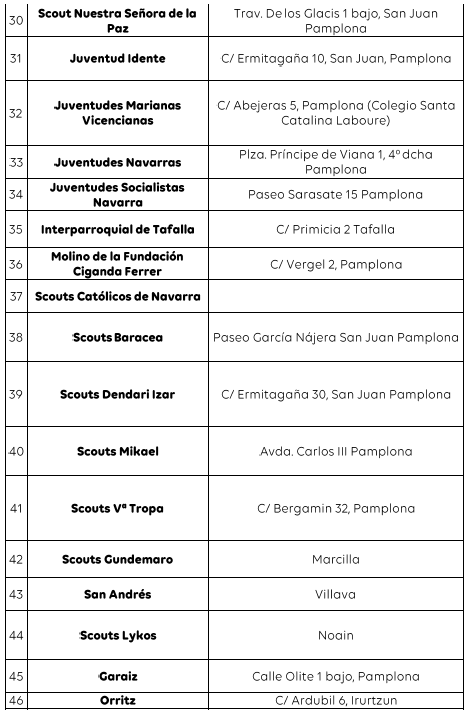 30 Scout Nuestra Señora de la Paz Trav. De los Glacis 1 bajo, San Juan Pamplona
31 Juventud Idente C/ Ermitagaña 10, San Juan, Pamplona
32 Juventudes Marianas Vicencianas C/ Abejeras 5, Pamplona (Colegio Santa Catalina Laboure)
33 Juventudes Navarras Plza. Príncipe de Viana 1, 4º dcha Pamplona
34 Juventudes Socialistas Navarra Paseo Sarasate 15 Pamplona
35 Interparroquial de Tafalla C/ Primicia 2 Tafalla
36 Molino de la Fundación Ciganda Ferrer C/ Vergel 2, Pamplona
37 Scouts Católicos de Navarra
38 Scouts Baracea Paseo García Nájera San Juan Pamplona
39 Scouts Dendari Izar C/ Ermitagaña 30, San Juan Pamplona
40 Scouts Mikael Avda. Carlos III Pamplona
41 Scouts Vª Tropa C/ Bergamin 32, Pamplona
42 Scouts Gundemaro Marcilla
43 San Andrés Villava
44 Scouts Lykos Noain
45 Garaiz Calle Olite 1 bajo, Pamplona
46 Orritz C/ Ardubil 6, Irurtzun